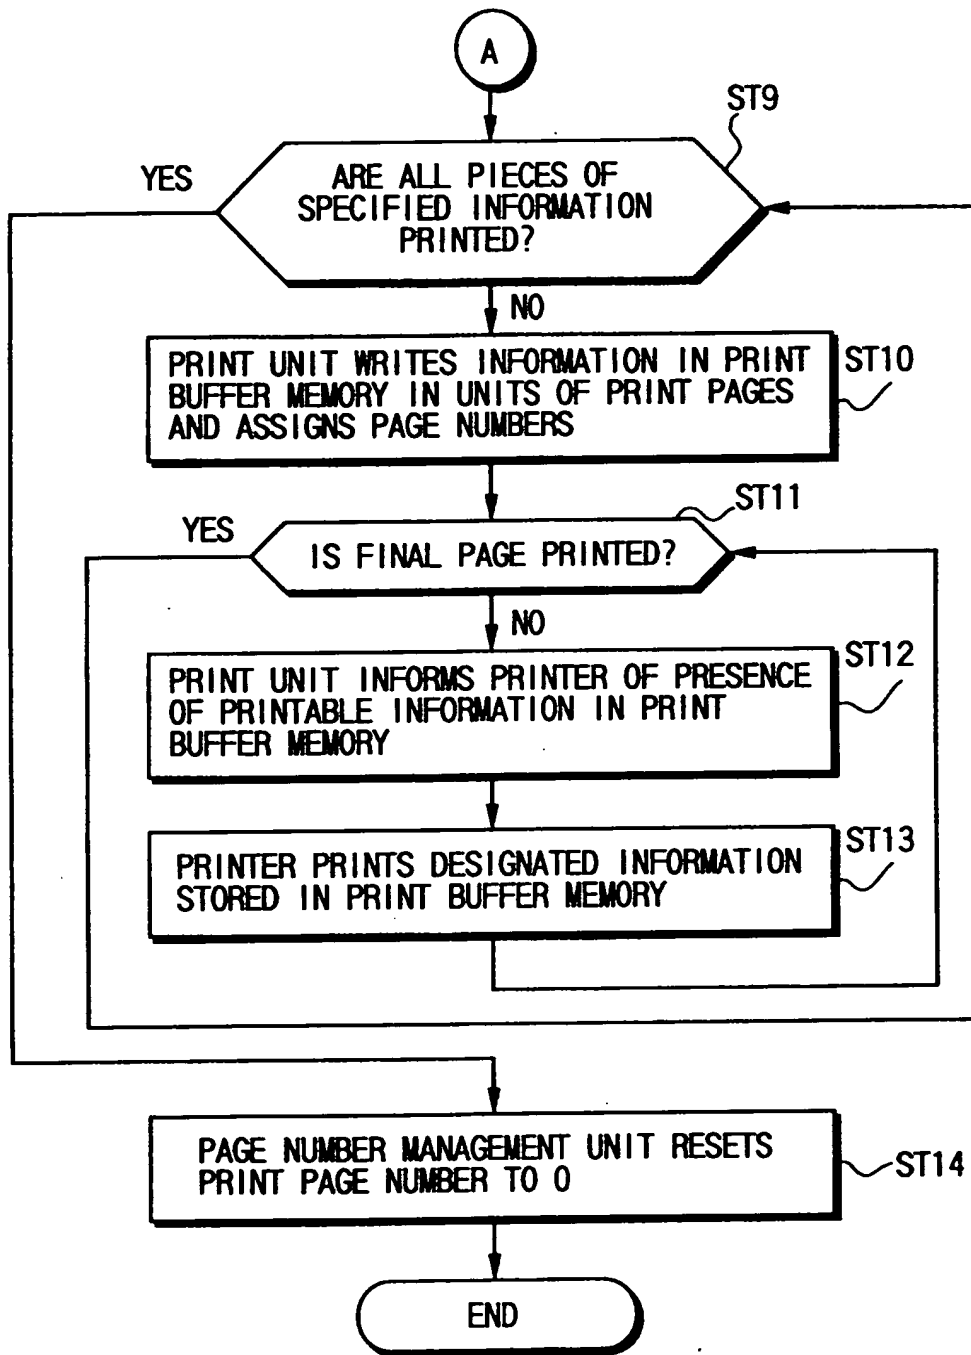 A
ST9
YES
ARE ALL PIECES OF
SPECIFIED INFORMATION
PRINTED?
NO
PRINT UNIT WRITES INFORMATION IN PRINT
BUFFER MEMORY IN UNITS OF PRINT PAGES
AND ASSIGNS PAGE NUMBERS
ST10
ST11
YES
IS FINAL PAGE PRINTED?
NO
PRINT UNIT INFORMS PRINTER OF PRESENCE
OF PRINTABLE INFORMATION IN PRINT
BUFFER MEMORY
ST12
PRINTER PRINTS DESIGNATED INFORMATION
STORED IN PRINT BUFFER MEMORY
ST13
PAGE NUMBER MANAGEMENT UNIT RESETS
PRINT PAGE NUMBER TO 0
ST14
END